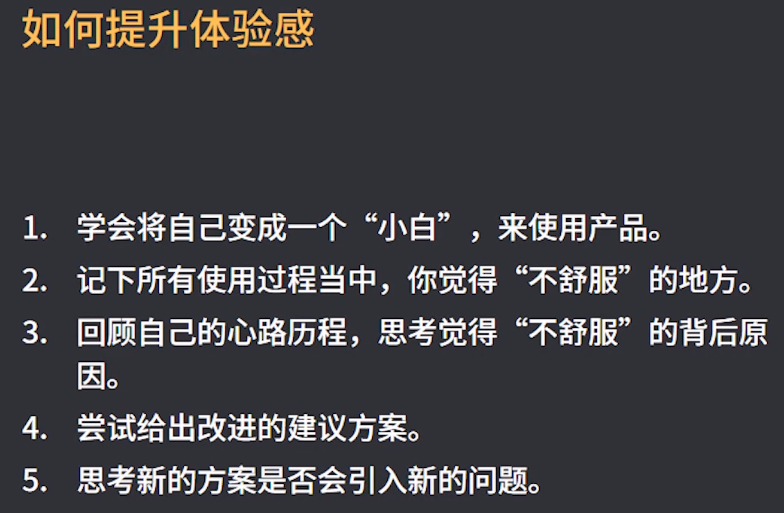 如何提升体验感
1. 学会将自己变成一个“小白”，来使用产品。
2. 记下所有使用过程当中，你觉得“不舒服”的地方。
3. 回顾自己的心路历程，思考觉得“不舒服”的背后原
因。
4. 尝试给出改进的建议方案。
5. 思考新的方案是否会引入新的问题。